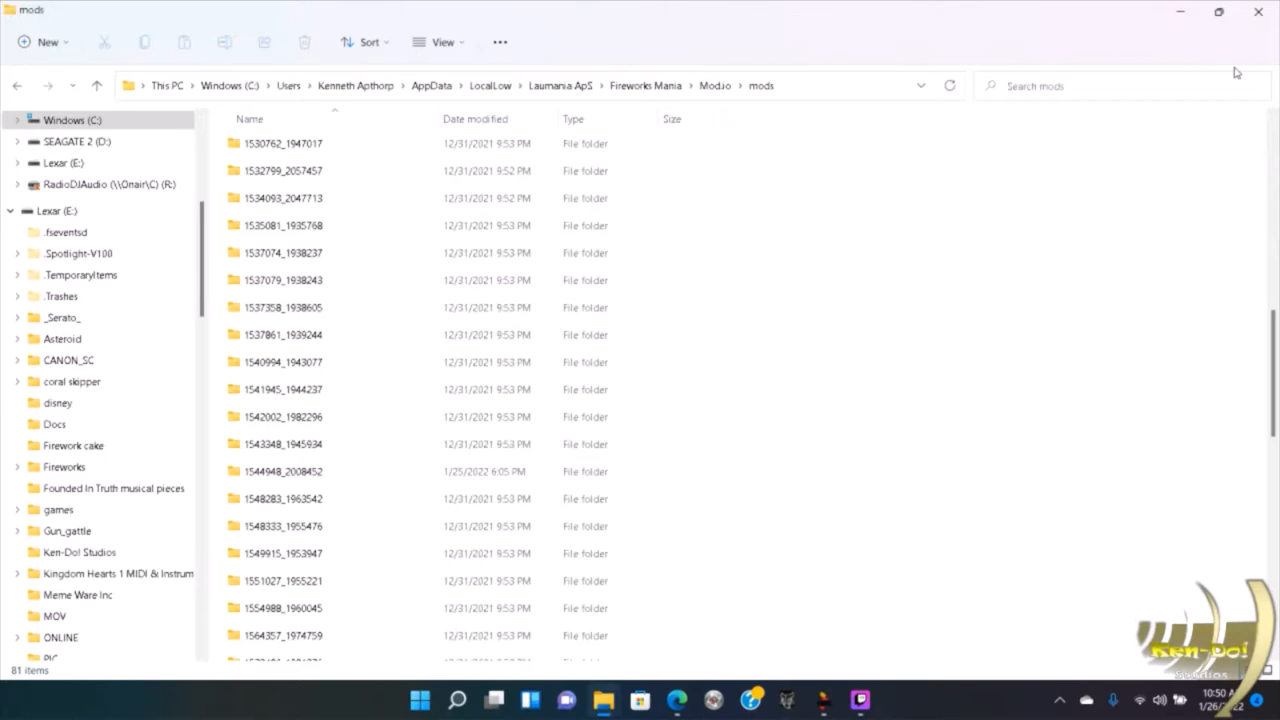 mods
New
Sort
View
This PC > Windows (C:) > Users > Kenneth Apthorp > AppData > LocalLow > Laumania ApS > Fireworks Mania > Mod.io > mods
Search mods
Windows (C:)
SEAGATE 2 (D:)
Lexar (E:)
RadioDJAudio (\\Onair\C) (R:)
Lexar (E:)
.fseventsd
.Spotlight-V100
.TemporaryItems
.Trashes
_Serato_
Asteroid
CANON_SC
coral skipper
disney
Docs
Firework cake
Fireworks
Founded In Truth musical pieces
games
Gun_gattle
Ken-Do! Studios
Kingdom Hearts 1 MIDI & Instrum
Meme Ware Inc
MOV
ONLINE
PIC
Name Date modified Type Size
1530762_1947017 12/31/2021 9:53 PM File folder
1532799_2057457 12/31/2021 9:52 PM File folder
1534093_2047713 12/31/2021 9:52 PM File folder
1535081_1935768 12/31/2021 9:53 PM File folder
1537074_1938237 12/31/2021 9:53 PM File folder
1537079_1938243 12/31/2021 9:53 PM File folder
1537358_1938605 12/31/2021 9:53 PM File folder
1537861_1939244 12/31/2021 9:53 PM File folder
1540994_1943077 12/31/2021 9:53 PM File folder
1541945_1944237 12/31/2021 9:53 PM File folder
1542002_1982296 12/31/2021 9:53 PM File folder
1543348_1945934 12/31/2021 9:53 PM File folder
1544948_2008452 1/25/2022 6:05 PM File folder
1548283_1963542 12/31/2021 9:53 PM File folder
1548333_1955476 12/31/2021 9:53 PM File folder
1549915_1953947 12/31/2021 9:53 PM File folder
1551027_1955221 12/31/2021 9:53 PM File folder
1554988_1960045 12/31/2021 9:53 PM File folder
1564357_1974759 12/31/2021 9:53 PM File folder
81 items
Ken-Do!
Studios
10:50 A